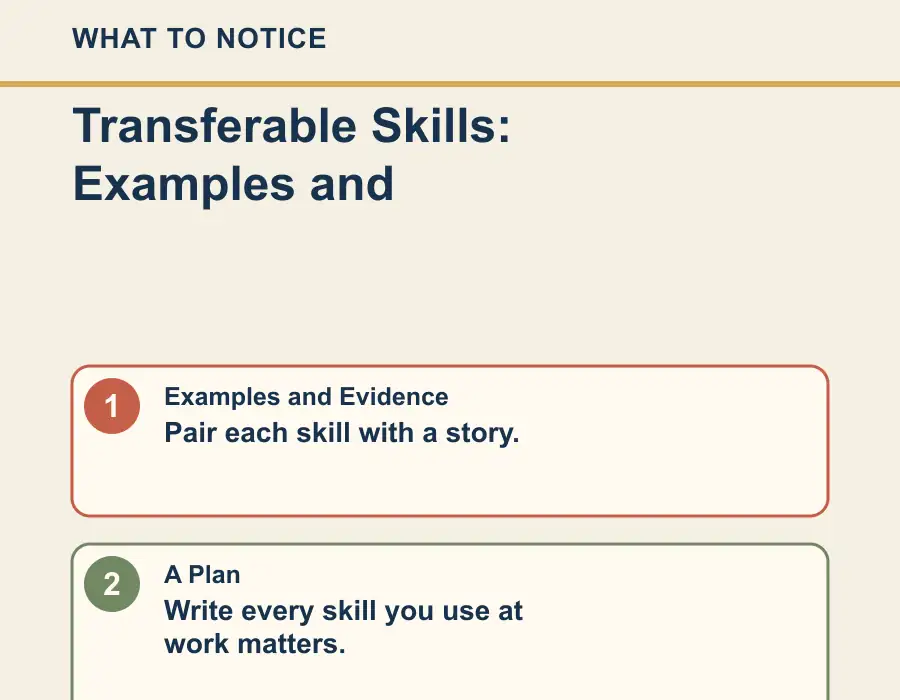 WHAT TO NOTICE
Transferable Skills:
Examples and
1
Examples and Evidence
Pair each skill with a story.
2
A Plan
Write every skill you use at
work matters.